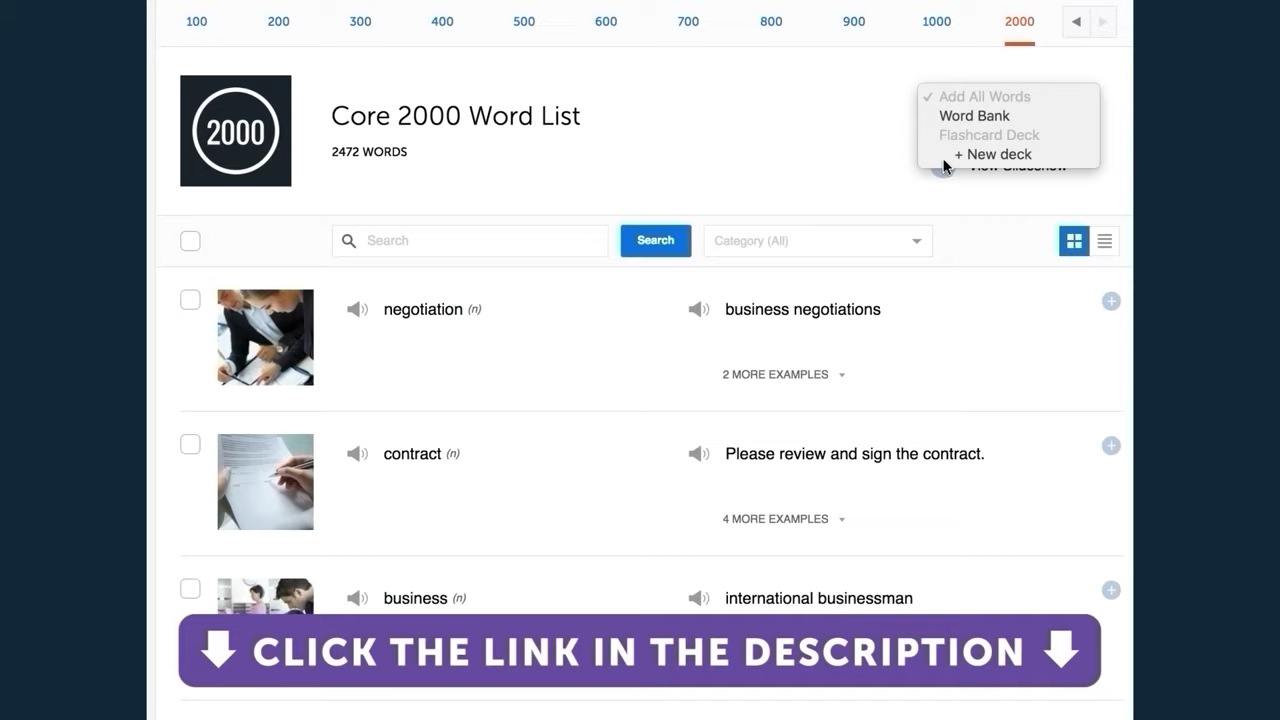 100 200 300 400 500 600 700 800 900 1000 2000
2000
Core 2000 Word List
2472 WORDS
✓ Add All Words
Word Bank
Flashcard Deck
+ New deck
View Slideshow
Search
Search
Category (All)
negotiation (n)
business negotiations
2 MORE EXAMPLES
contract (n)
Please review and sign the contract.
4 MORE EXAMPLES
business (n)
international businessman
CLICK THE LINK IN THE DESCRIPTION